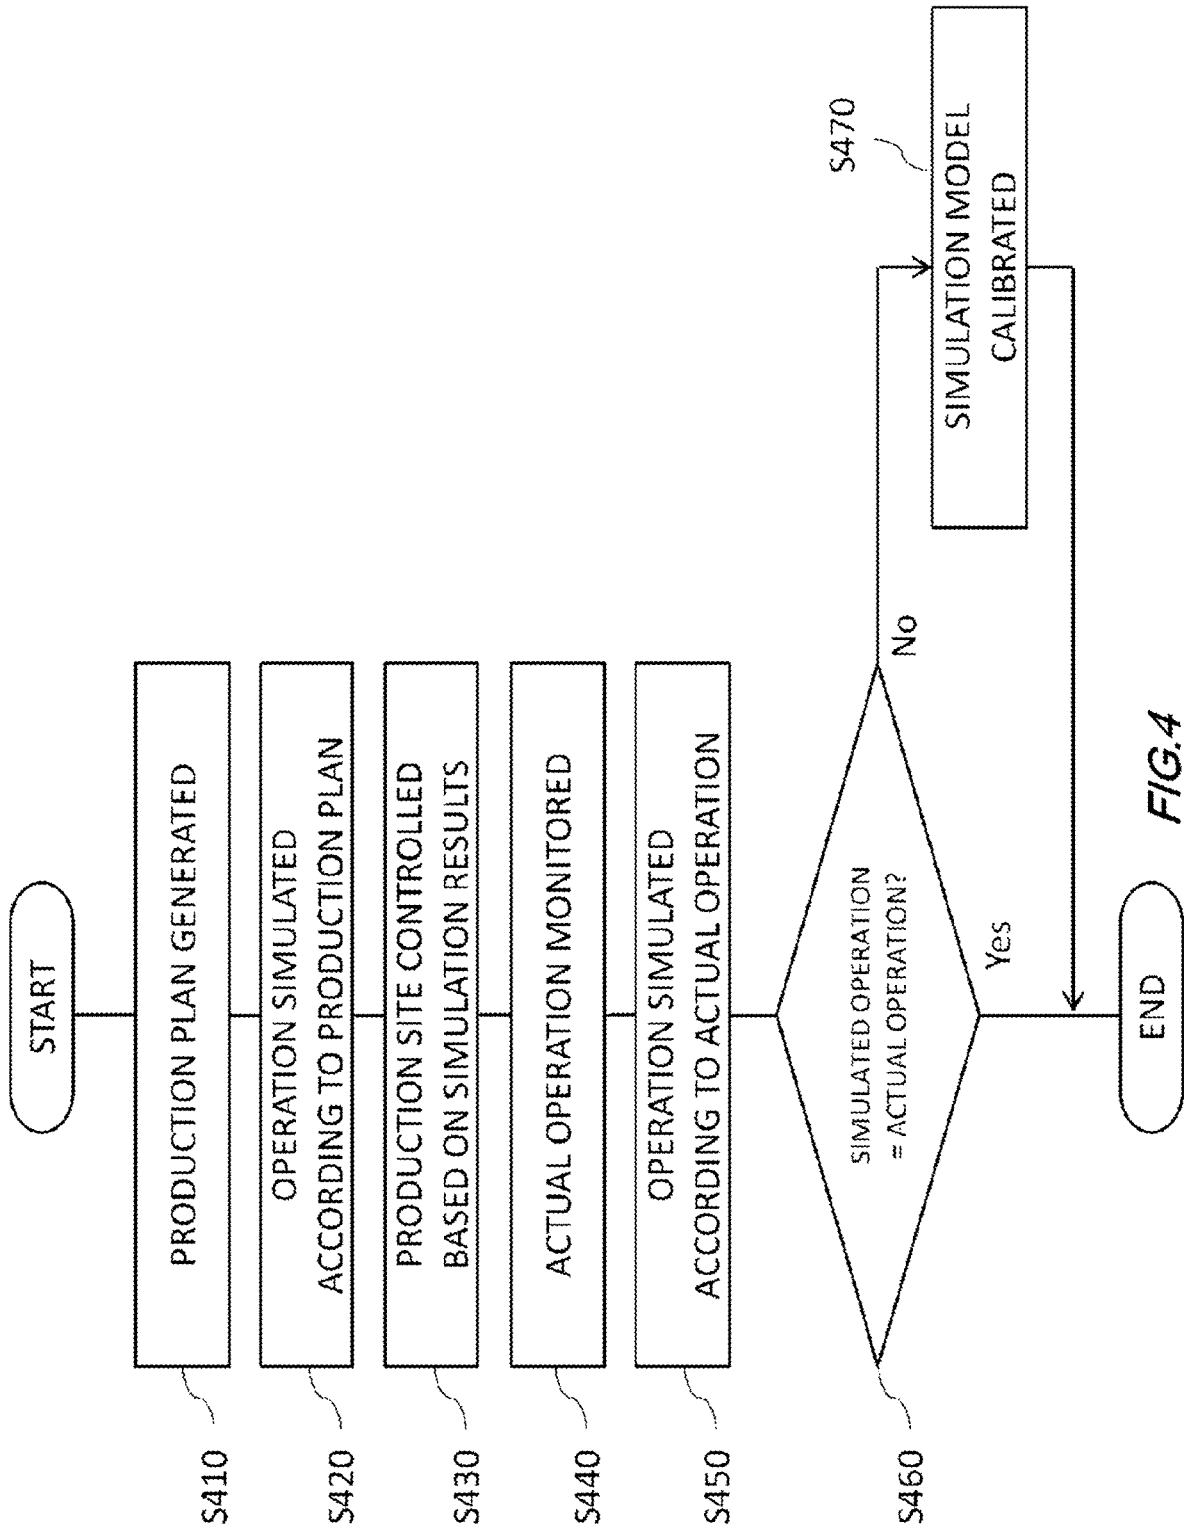 START
S410
PRODUCTION PLAN GENERATED
S420
OPERATION SIMULATED
ACCORDING TO PRODUCTION PLAN
S430
PRODUCTION SITE CONTROLLED
BASED ON SIMULATION RESULTS
S440
ACTUAL OPERATION MONITORED
S450
OPERATION SIMULATED
ACCORDING TO ACTUAL OPERATION
S460
SIMULATED OPERATION
= ACTUAL OPERATION?
No
Yes
S470
SIMULATION MODEL
CALIBRATED
END
FIG.4